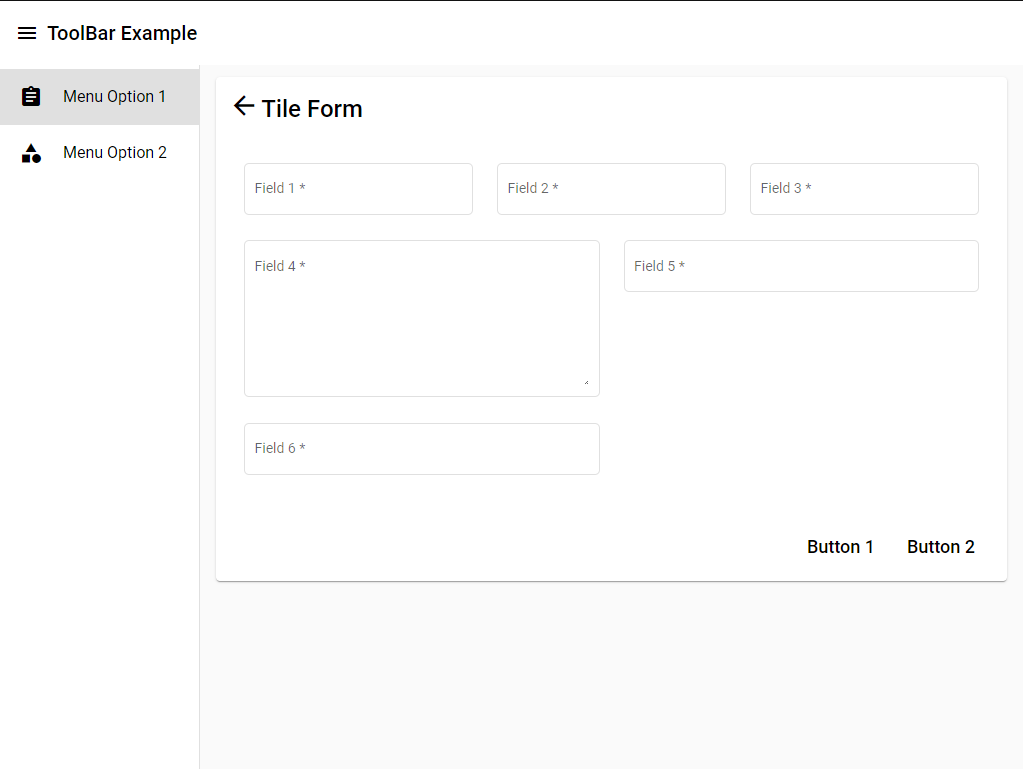 ToolBar Example
Menu Option 1
Menu Option 2
Tile Form
Field 1 *
Field 2 *
Field 3 *
Field 4 *
Field 5 *
Field 6 *
Button 1
Button 2